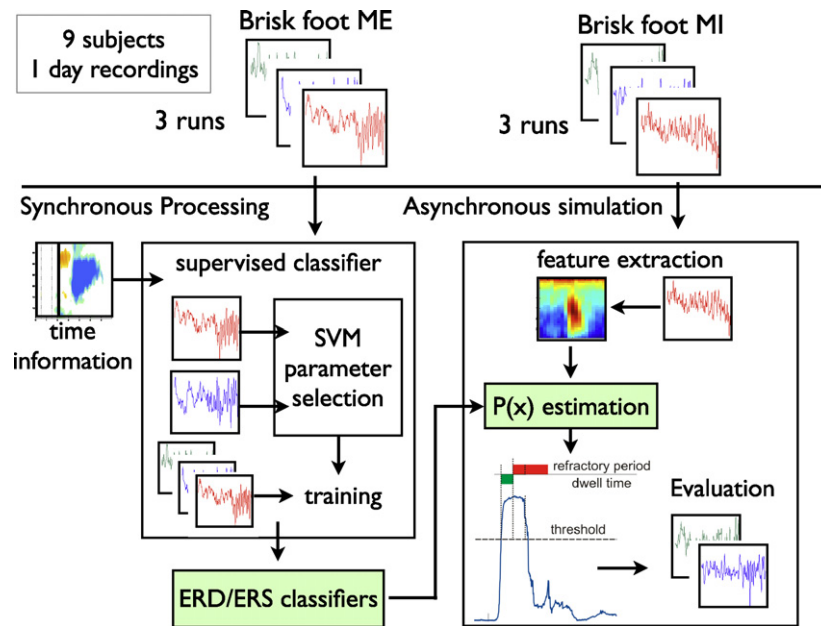 9 subjects
1 day recordings
Brisk foot ME
3 runs
Brisk foot MI
3 runs
Synchronous Processing
Asynchronous simulation
time
information
supervised classifier
SVM
parameter
selection
training
ERD/ERS classifiers
feature extraction
P(x) estimation
refractory period
dwell time
threshold
Evaluation